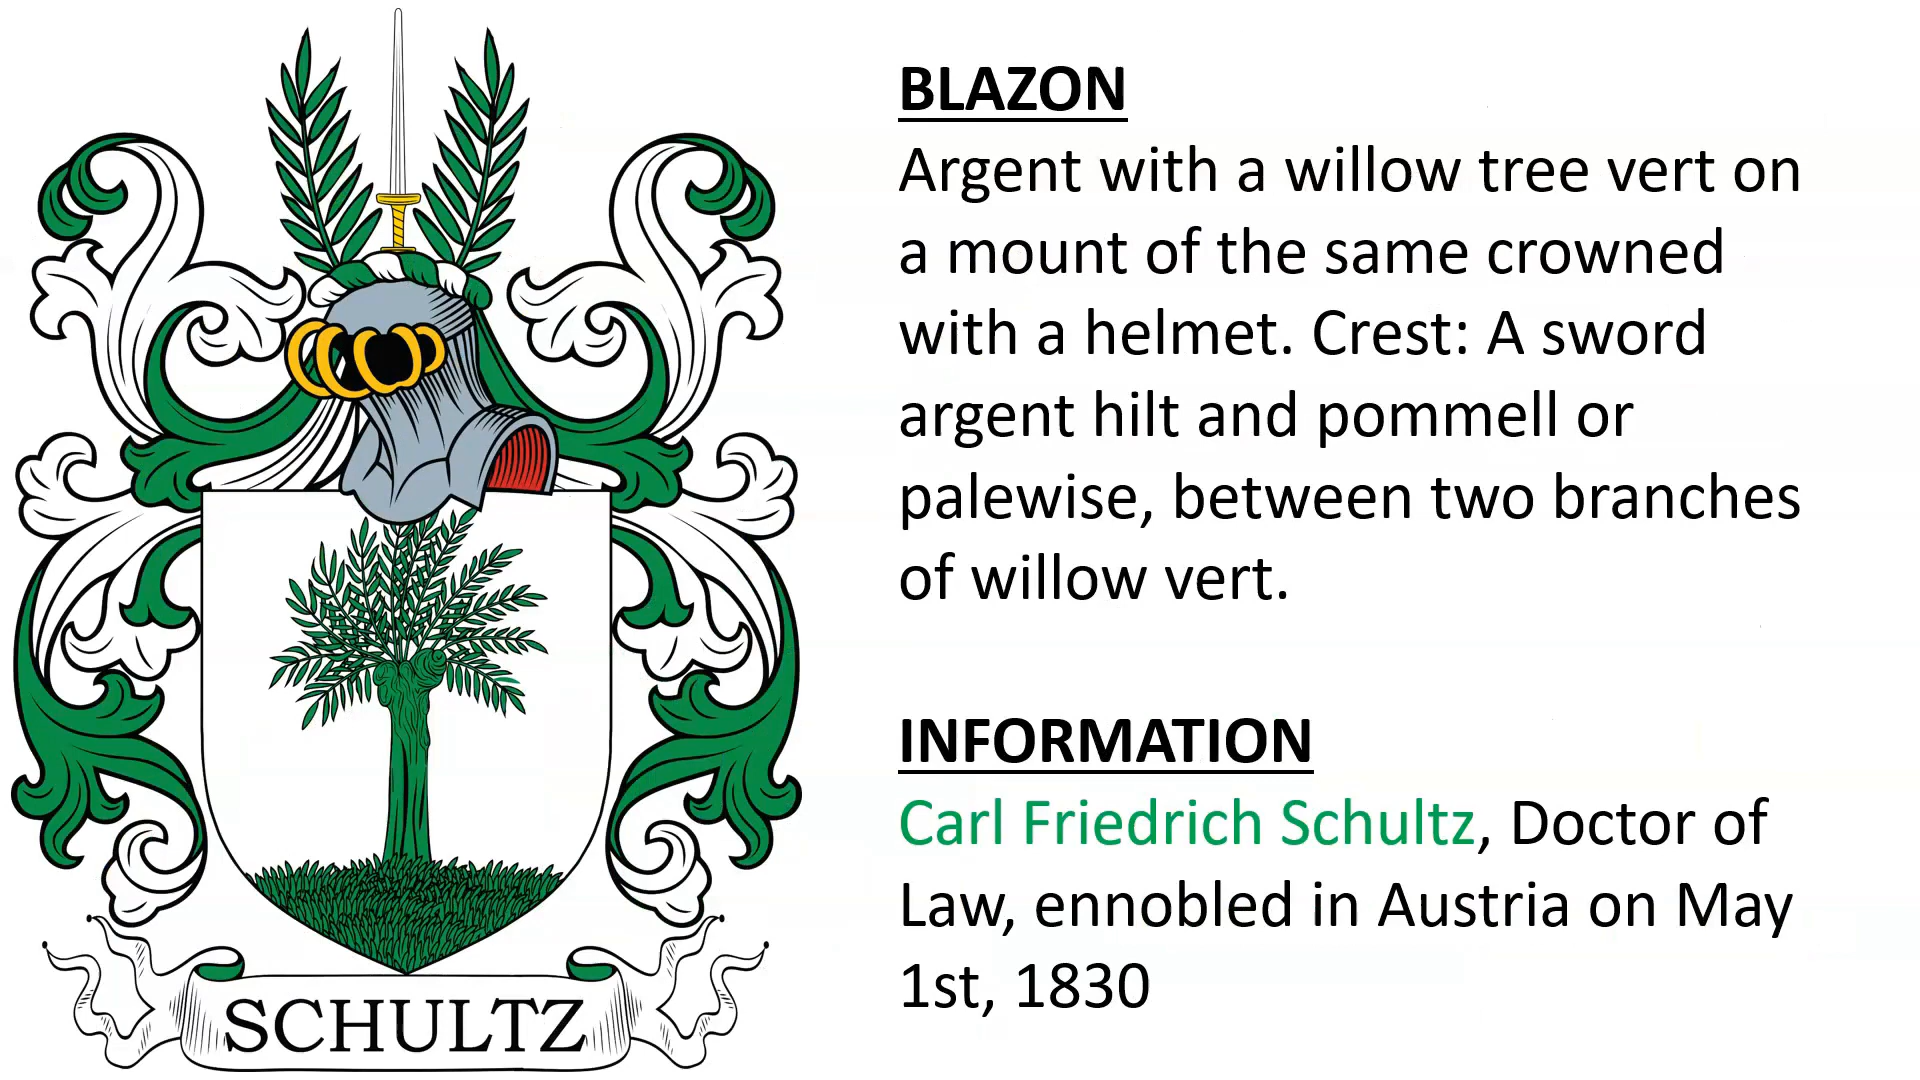 BLAZON
Argent with a willow tree vert on
a mount of the same crowned
with a helmet. Crest: A sword
argent hilt and pommell or
palewise, between two branches
of willow vert.
INFORMATION
Carl Friedrich Schultz, Doctor of
Law, ennobled in Austria on May
1st, 1830
SCHULTZ